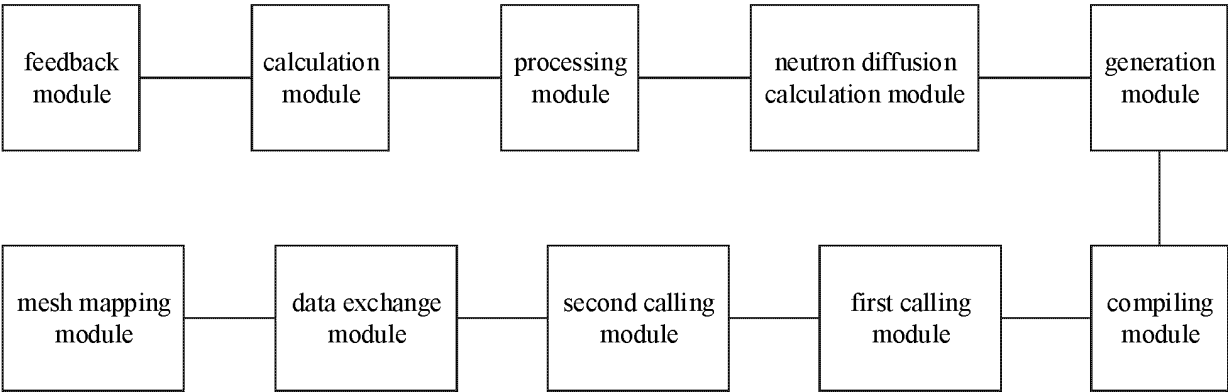 feedback
module
calculation
module
processing
module
neutron diffusion
calculation module
generation
module
mesh mapping
module
data exchange
module
second calling
module
first calling
module
compiling
module